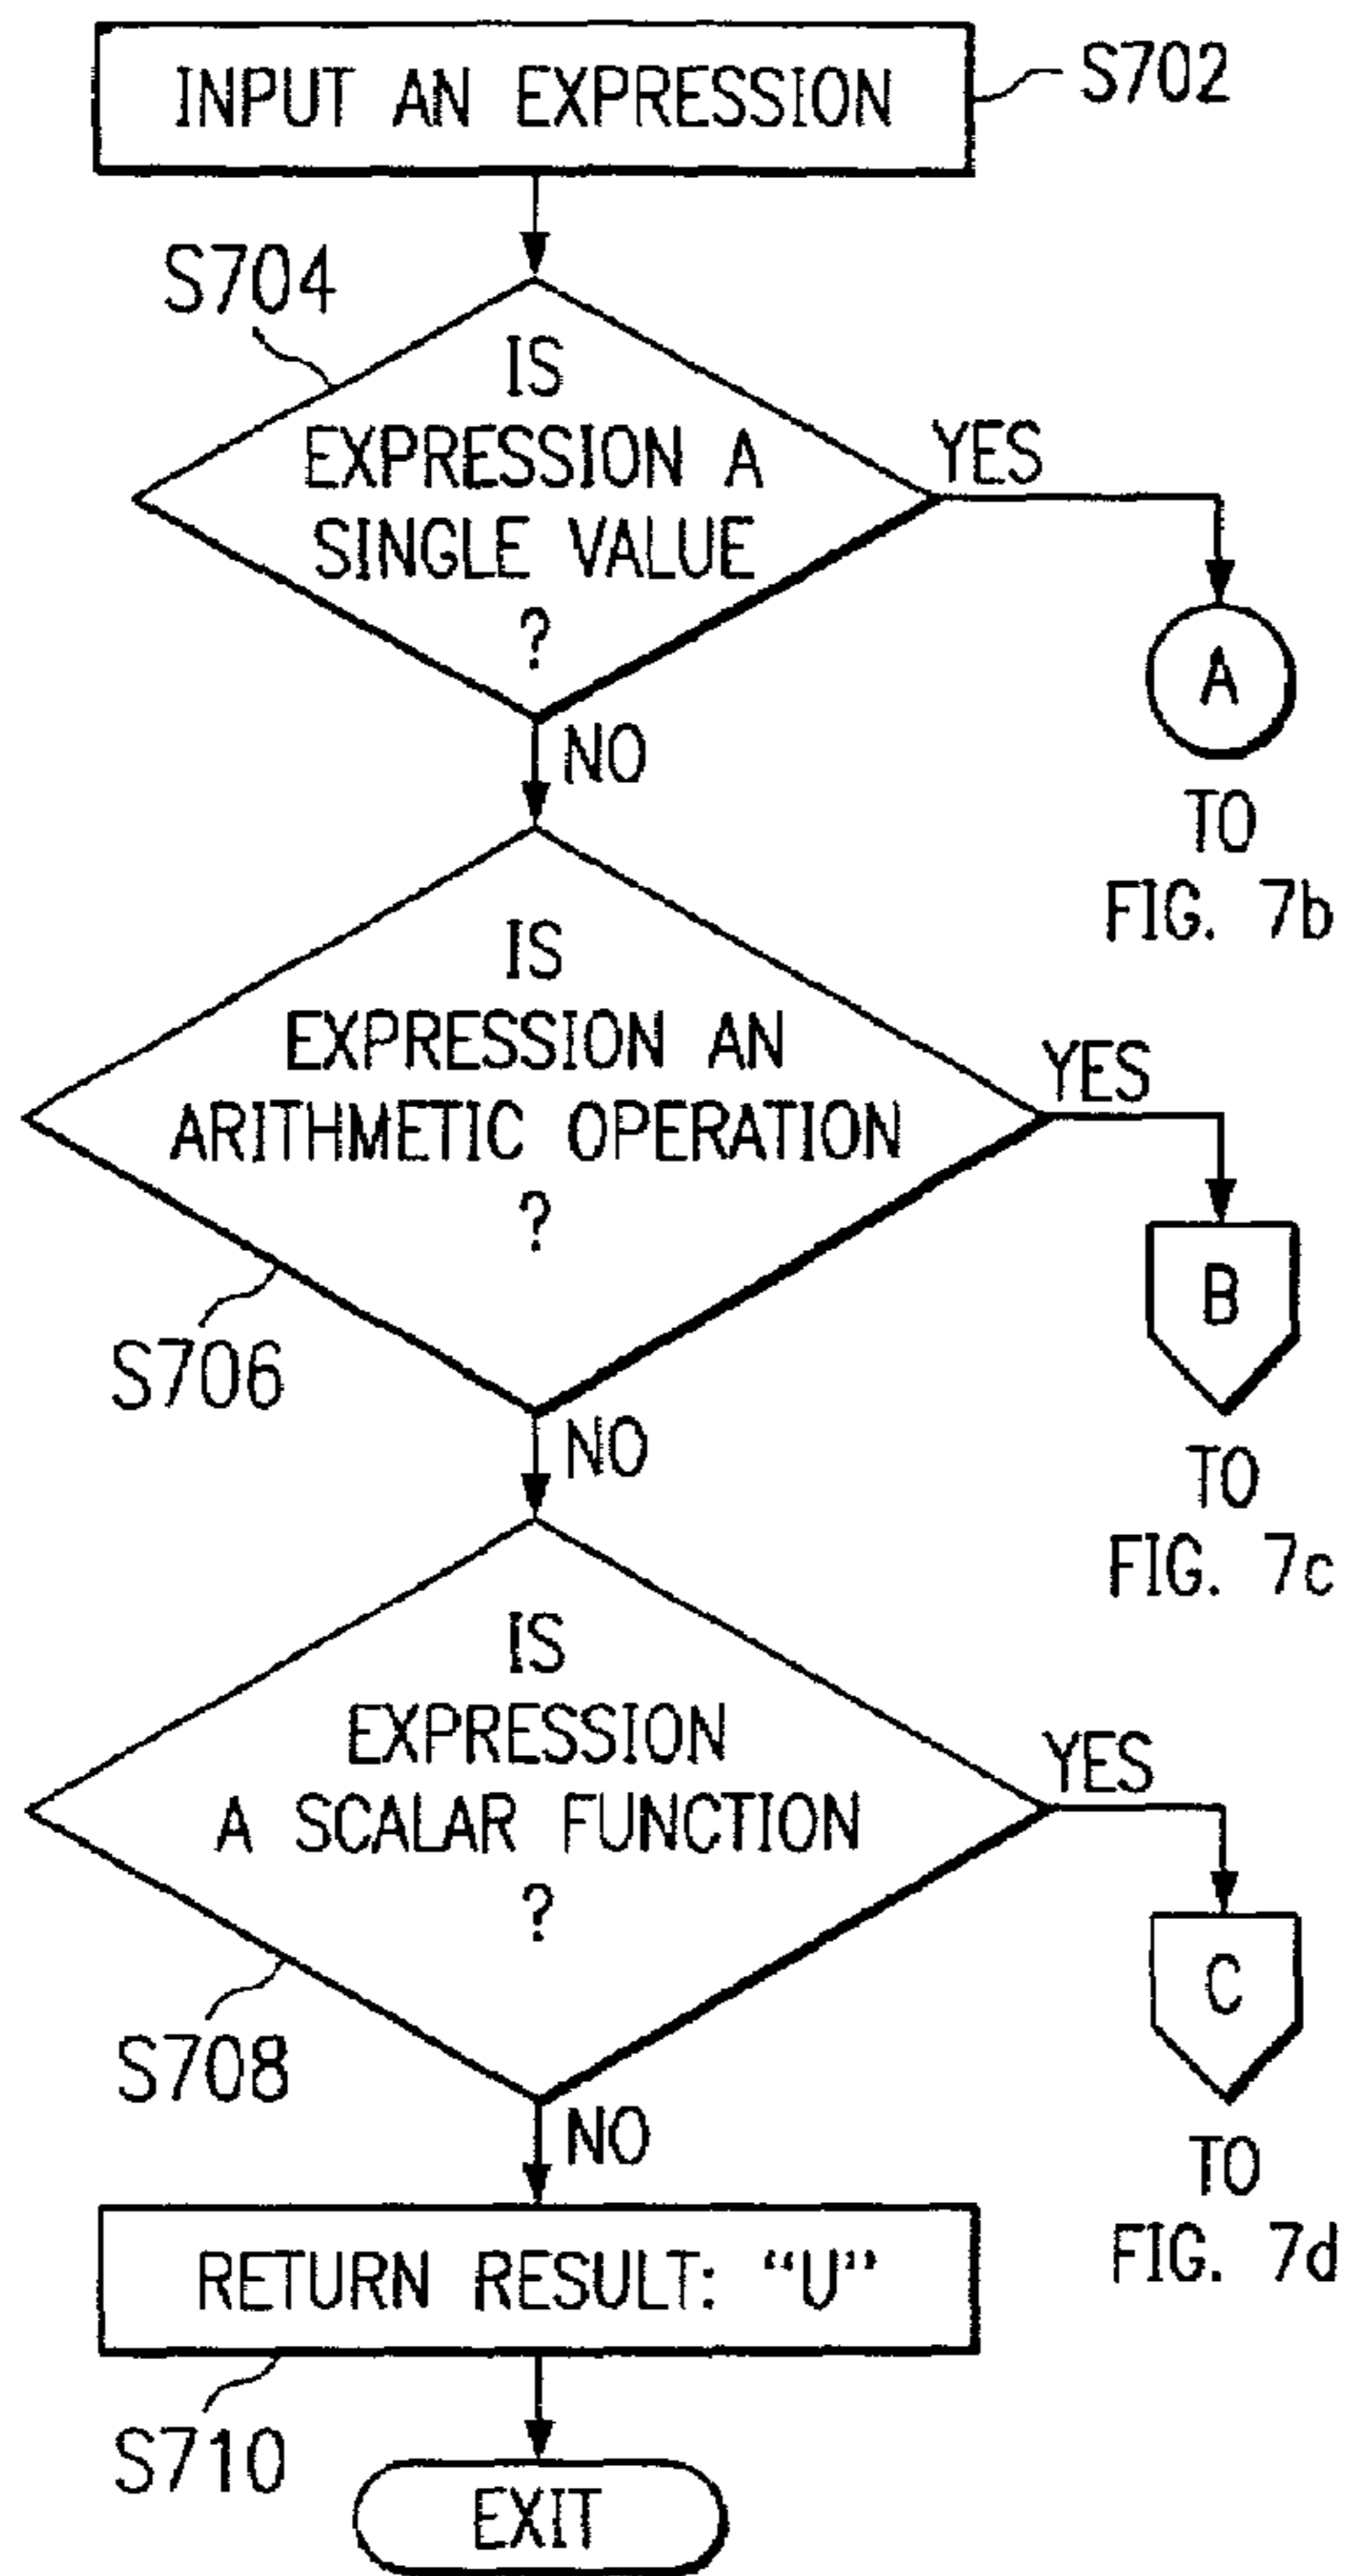 INPUT AN EXPRESSION
S702
S704
IS
EXPRESSION A
SINGLE VALUE
?
YES
A
TO
FIG. 7b
NO
IS
EXPRESSION AN
ARITHMETIC OPERATION
?
YES
B
TO
FIG. 7c
S706
NO
IS
EXPRESSION
A SCALAR FUNCTION
?
YES
C
TO
FIG. 7d
S708
NO
RETURN RESULT: “U”
S710
EXIT